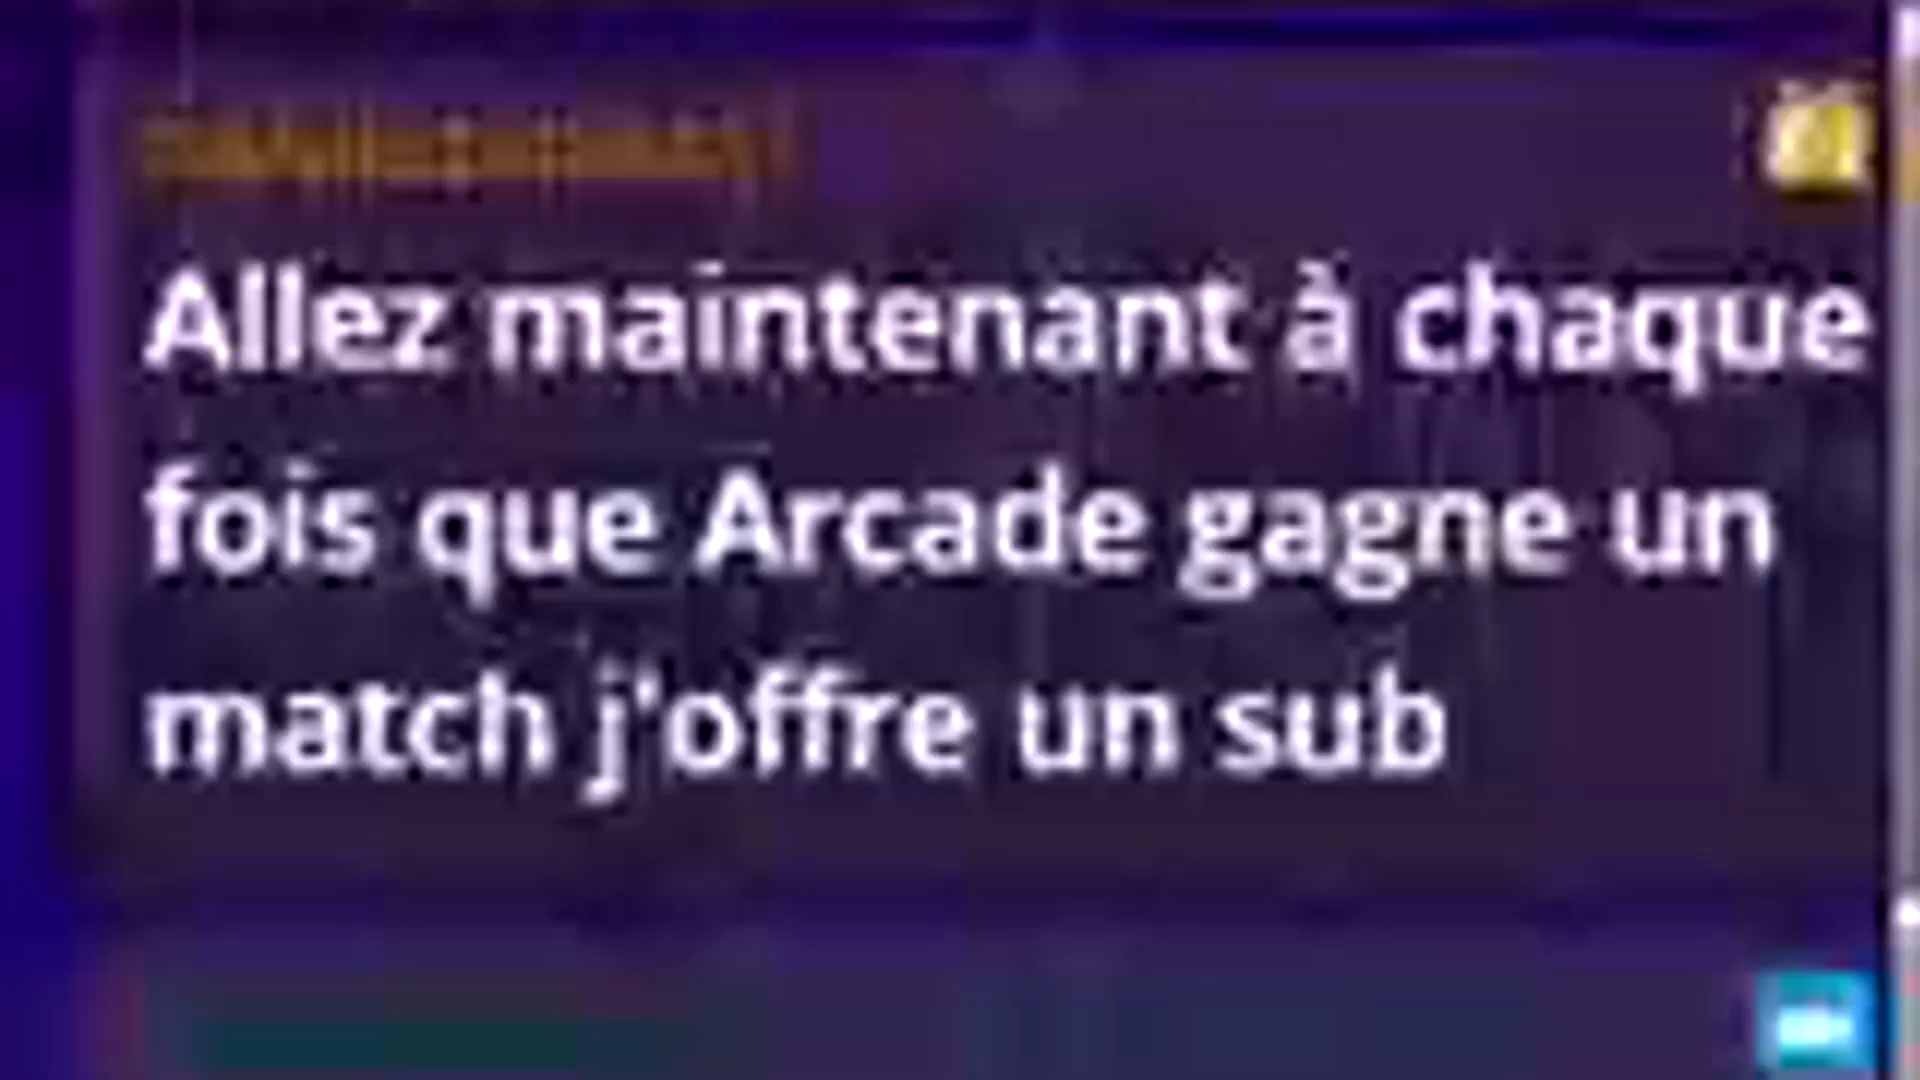 Allez maintenant à chaque
fois que Arcade gagne un
match j'offre un sub